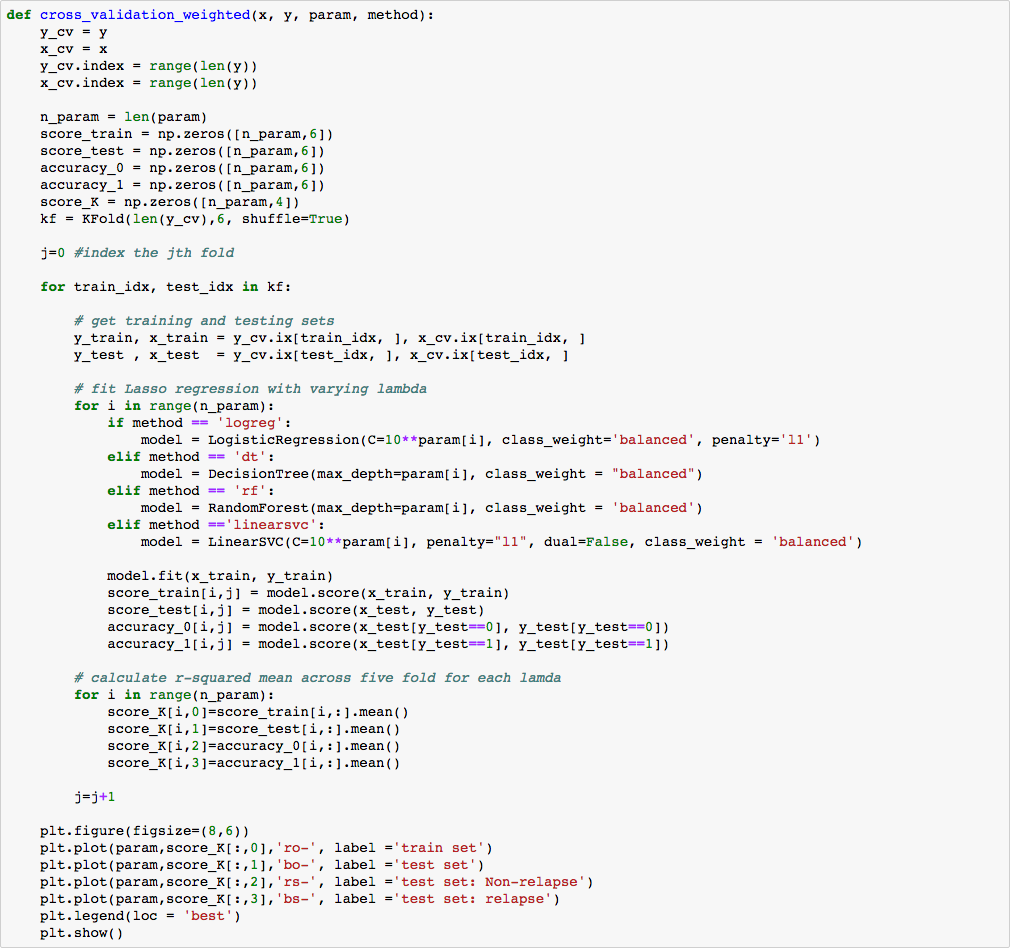 def cross_validation_weighted(x, y, param, method):
    y_cv = y
    x_cv = x
    y_cv.index = range(len(y))
    x_cv.index = range(len(y))

    n_param = len(param)
    score_train = np.zeros([n_param,6])
    score_test = np.zeros([n_param,6])
    accuracy_0 = np.zeros([n_param,6])
    accuracy_1 = np.zeros([n_param,6])
    score_K = np.zeros([n_param,4])
    kf = KFold(len(y_cv),6, shuffle=True)

    j=0 #index the jth fold

    for train_idx, test_idx in kf:

        # get training and testing sets
        y_train, x_train = y_cv.ix[train_idx, ], x_cv.ix[train_idx, ]
        y_test , x_test  = y_cv.ix[test_idx, ], x_cv.ix[test_idx, ]

        # fit Lasso regression with varying lambda
        for i in range(n_param):
            if method == 'logreg':
                model = LogisticRegression(C=10**param[i], class_weight='balanced', penalty='l1')
            elif method == 'dt':
                model = DecisionTree(max_depth=param[i], class_weight = "balanced")
            elif method == 'rf':
                model = RandomForest(max_depth=param[i], class_weight = 'balanced')
            elif method =='linearsvc':
                model = LinearSVC(C=10**param[i], penalty="l1", dual=False, class_weight = 'balanced')

            model.fit(x_train, y_train)
            score_train[i,j] = model.score(x_train, y_train)
            score_test[i,j] = model.score(x_test, y_test)
            accuracy_0[i,j] = model.score(x_test[y_test==0], y_test[y_test==0])
            accuracy_1[i,j] = model.score(x_test[y_test==1], y_test[y_test==1])

        # calculate r-squared mean across five fold for each lamda
        for i in range(n_param):
            score_K[i,0]=score_train[i,:].mean()
            score_K[i,1]=score_test[i,:].mean()
            score_K[i,2]=accuracy_0[i,:].mean()
            score_K[i,3]=accuracy_1[i,:].mean()

        j=j+1

    plt.figure(figsize=(8,6))
    plt.plot(param,score_K[:,0],'ro-', label ='train set')
    plt.plot(param,score_K[:,1],'bo-', label ='test set')
    plt.plot(param,score_K[:,2],'rs-', label ='test set: Non-relapse')
    plt.plot(param,score_K[:,3],'bs-', label ='test set: relapse')
    plt.legend(loc = 'best')
    plt.show()